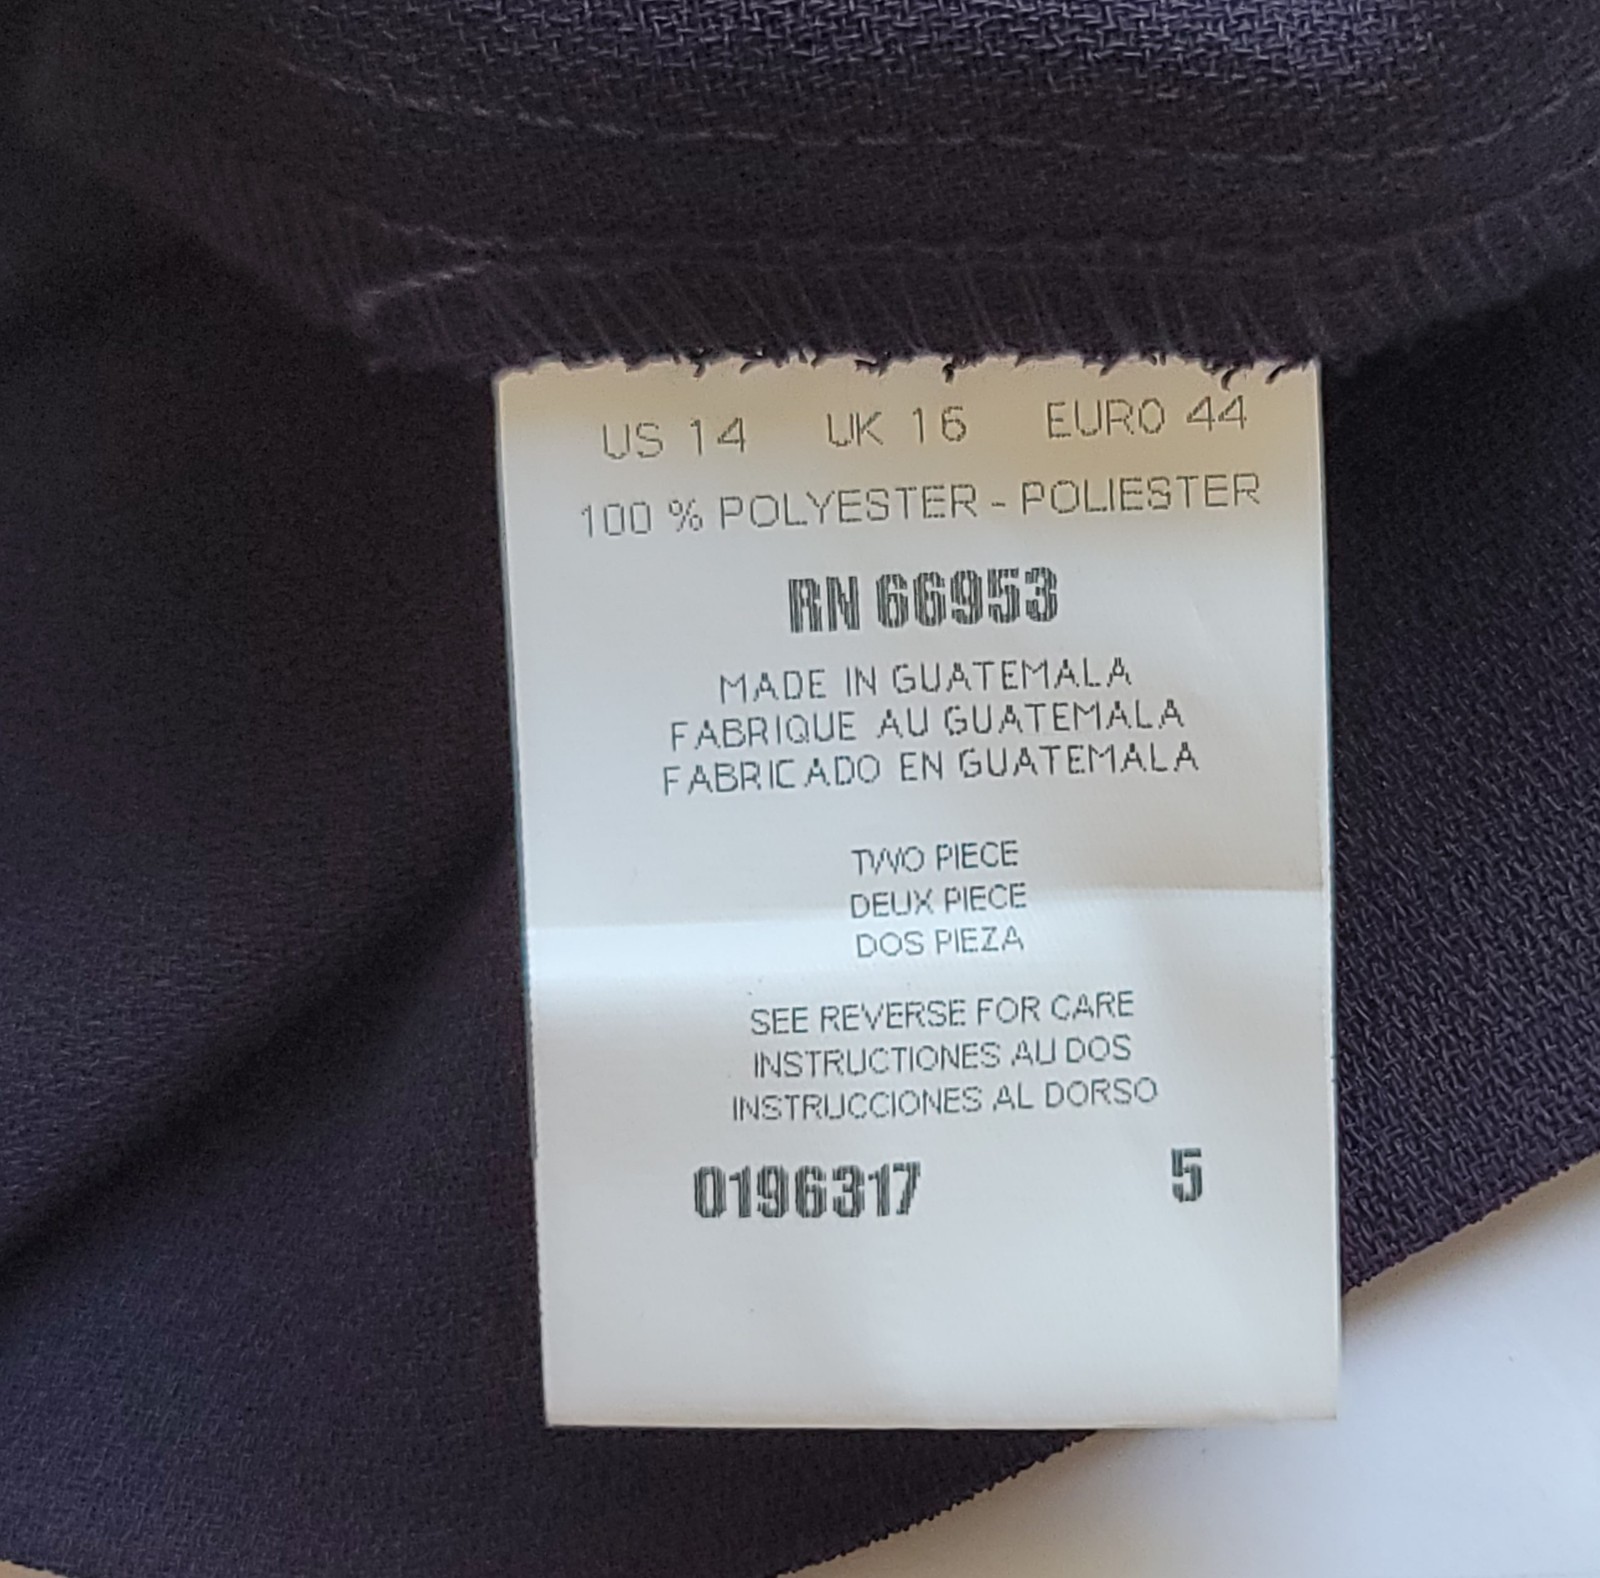 US 14 UK 16 EURO 44
100 % POLYESTER - POLIESTER
RN 66953
MADE IN GUATEMALA
FABRIQUE AU GUATEMALA
FABRICADO EN GUATEMALA
TWO PIECE
DEUX PIECE
DOS PIEZA
SEE REVERSE FOR CARE
INSTRUCTIONES AU DOS
INSTRUCCIONES AL DORSO
0196317 5